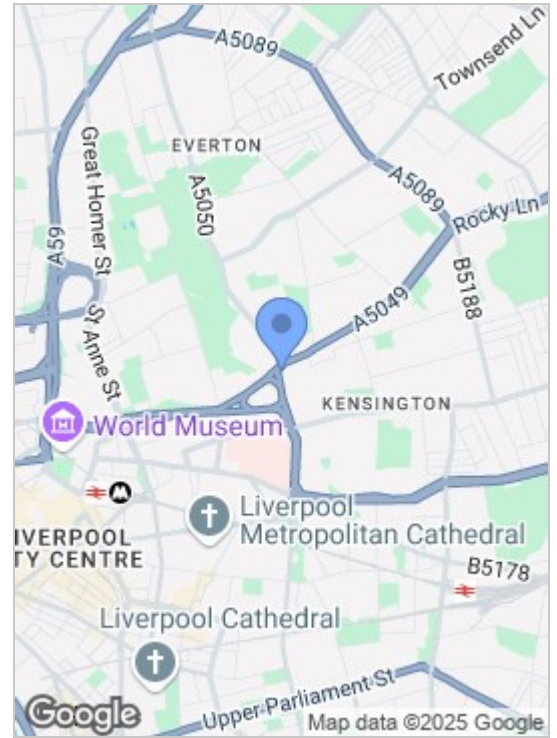 A5089
Townsend Ln
EVERTON
Great Homer St
A5050
A5089
Rocky Ln
A59
B5188
A5049
St Anne St
KENSINGTON
World Museum
M
Liverpool
Metropolitan Cathedral
IVERPOOL
TY CENTRE
B5178
Liverpool Cathedral
Upper Parliament St
Google
Map data ©2025 Google